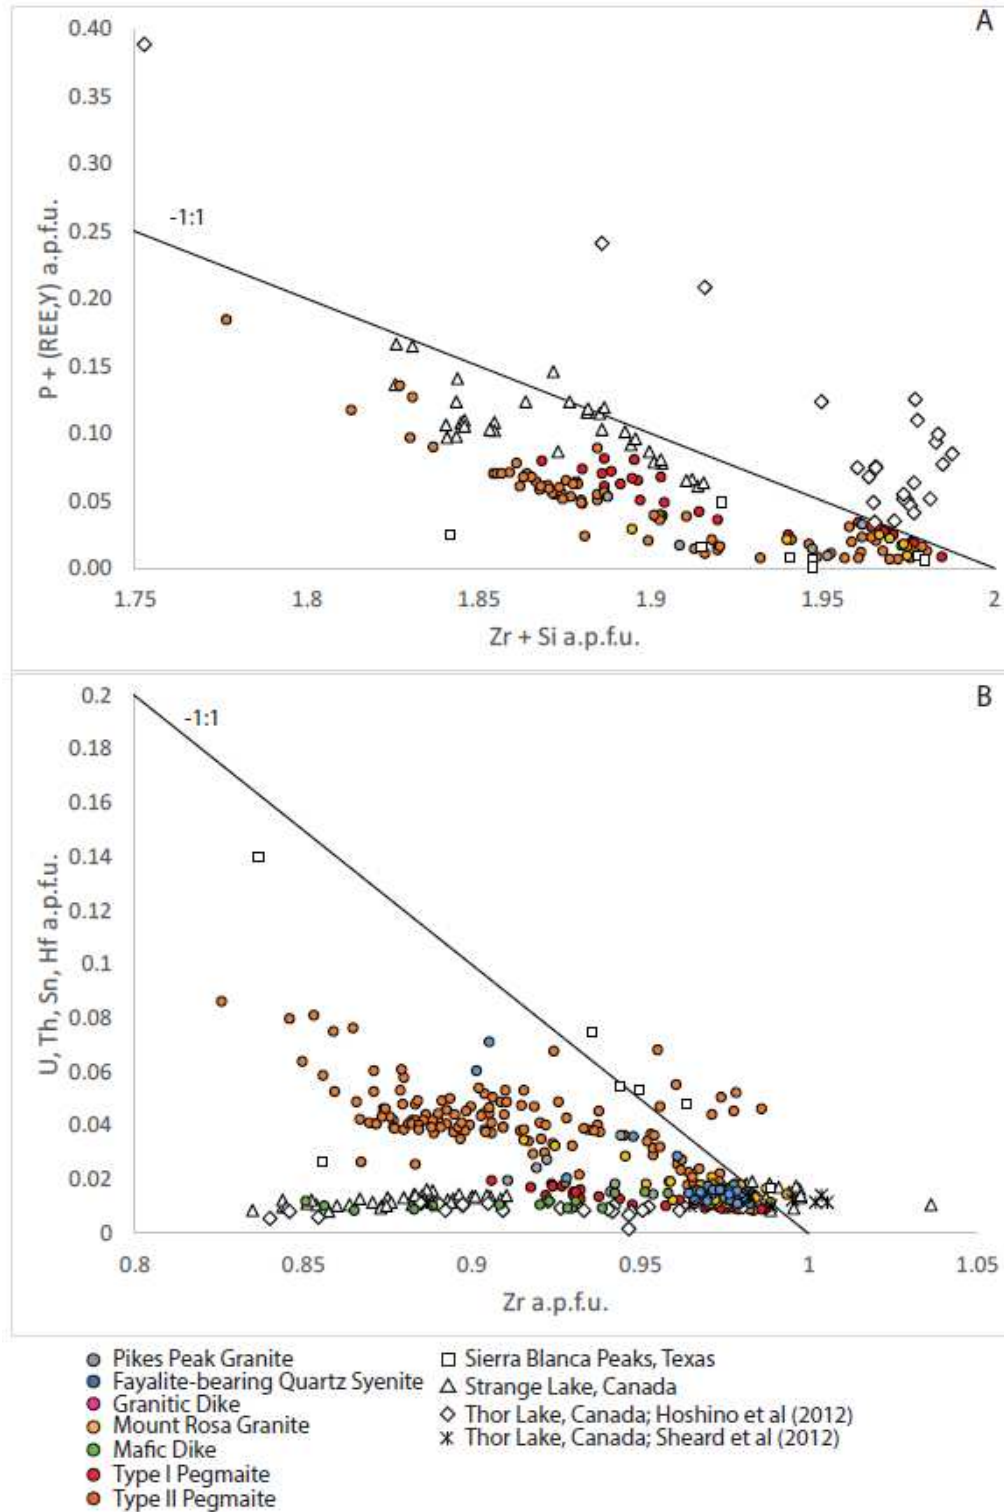 A
0.40
0.35
0.30
0.25
0.20
0.15
0.10
0.05
0.00
P + (REE,Y) a.p.f.u.
-1:1
1.75 1.8 1.85 1.9 1.95 2
Zr + Si a.p.f.u.
B
0.2
0.18
0.16
0.14
0.12
0.1
0.08
0.06
0.04
0.02
0
U, Th, Sn, Hf a.p.f.u.
-1:1
0.8 0.85 0.9 0.95 1 1.05
Zr a.p.f.u.
Pikes Peak Granite
Fayalite-bearing Quartz Syenite
Granitic Dike
Mount Rosa Granite
Mafic Dike
Type I Pegmaite
Type II Pegmaite
Sierra Blanca Peaks, Texas
Strange Lake, Canada
Thor Lake, Canada; Hoshino et al (2012)
Thor Lake, Canada; Sheard et al (2012)